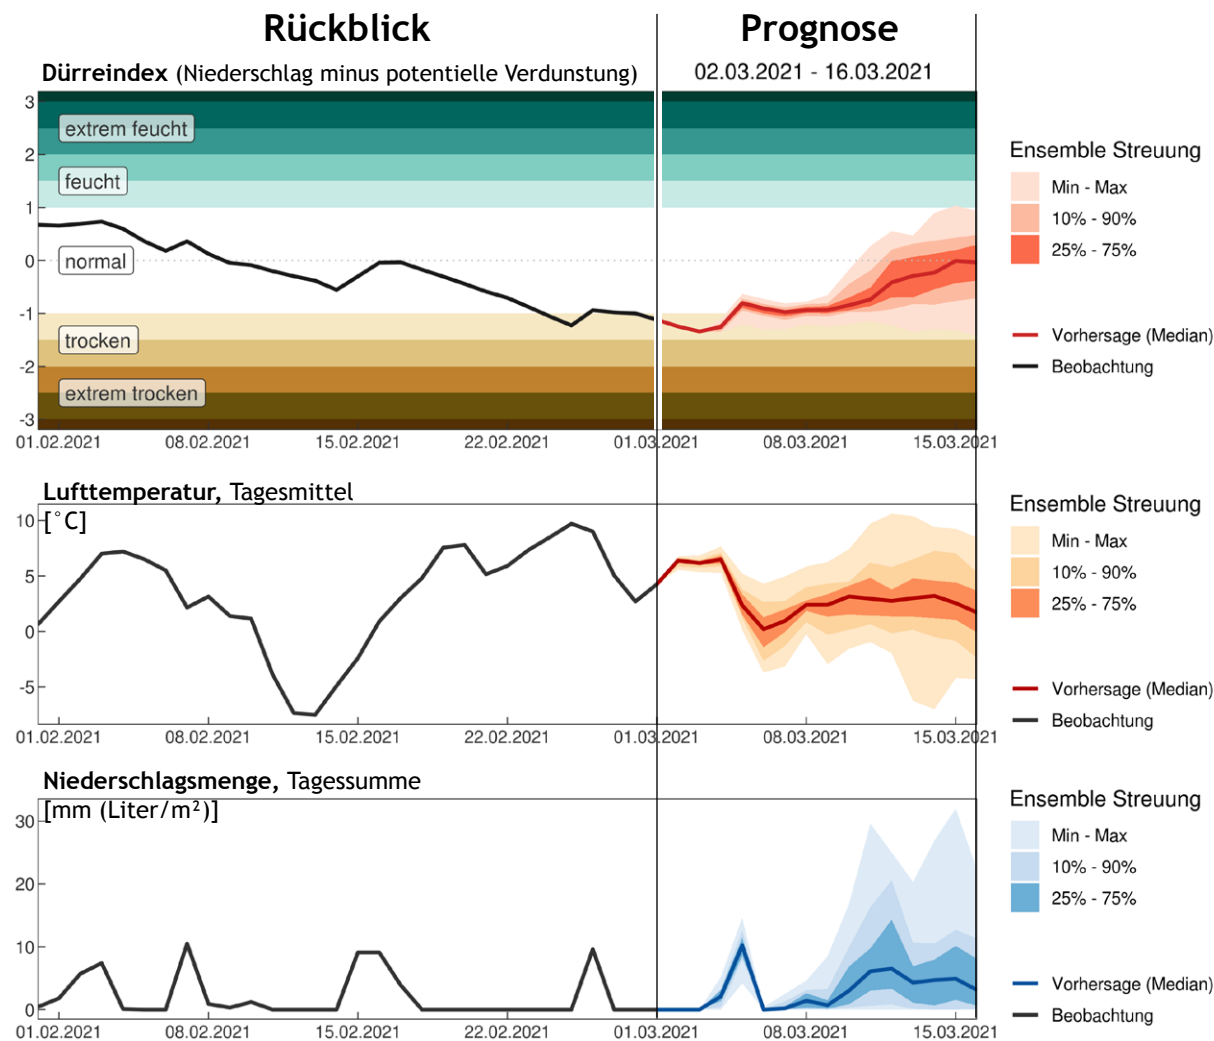 Rückblick
Prognose
Dürreindex (Niederschlag minus potentielle Verdunstung)
02.03.2021 - 16.03.2021
3
2
1
0
-1
-2
-3
extrem feucht
feucht
normal
trocken
extrem trocken
01.02.2021
08.02.2021
15.02.2021
22.02.2021
01.03.2021
08.03.2021
15.03.2021
Ensemble Streuung
Min - Max
10% - 90%
25% - 75%
Vorhersage (Median)
Beobachtung
Lufttemperatur, Tagesmittel
[°C]
10
5
0
-5
01.02.2021
08.02.2021
15.02.2021
22.02.2021
01.03.2021
08.03.2021
15.03.2021
Ensemble Streuung
Min - Max
10% - 90%
25% - 75%
Vorhersage (Median)
Beobachtung
Niederschlagsmenge, Tagessumme
[mm (Liter/m²)]
30
20
10
0
01.02.2021
08.02.2021
15.02.2021
22.02.2021
01.03.2021
08.03.2021
15.03.2021
Ensemble Streuung
Min - Max
10% - 90%
25% - 75%
Vorhersage (Median)
Beobachtung